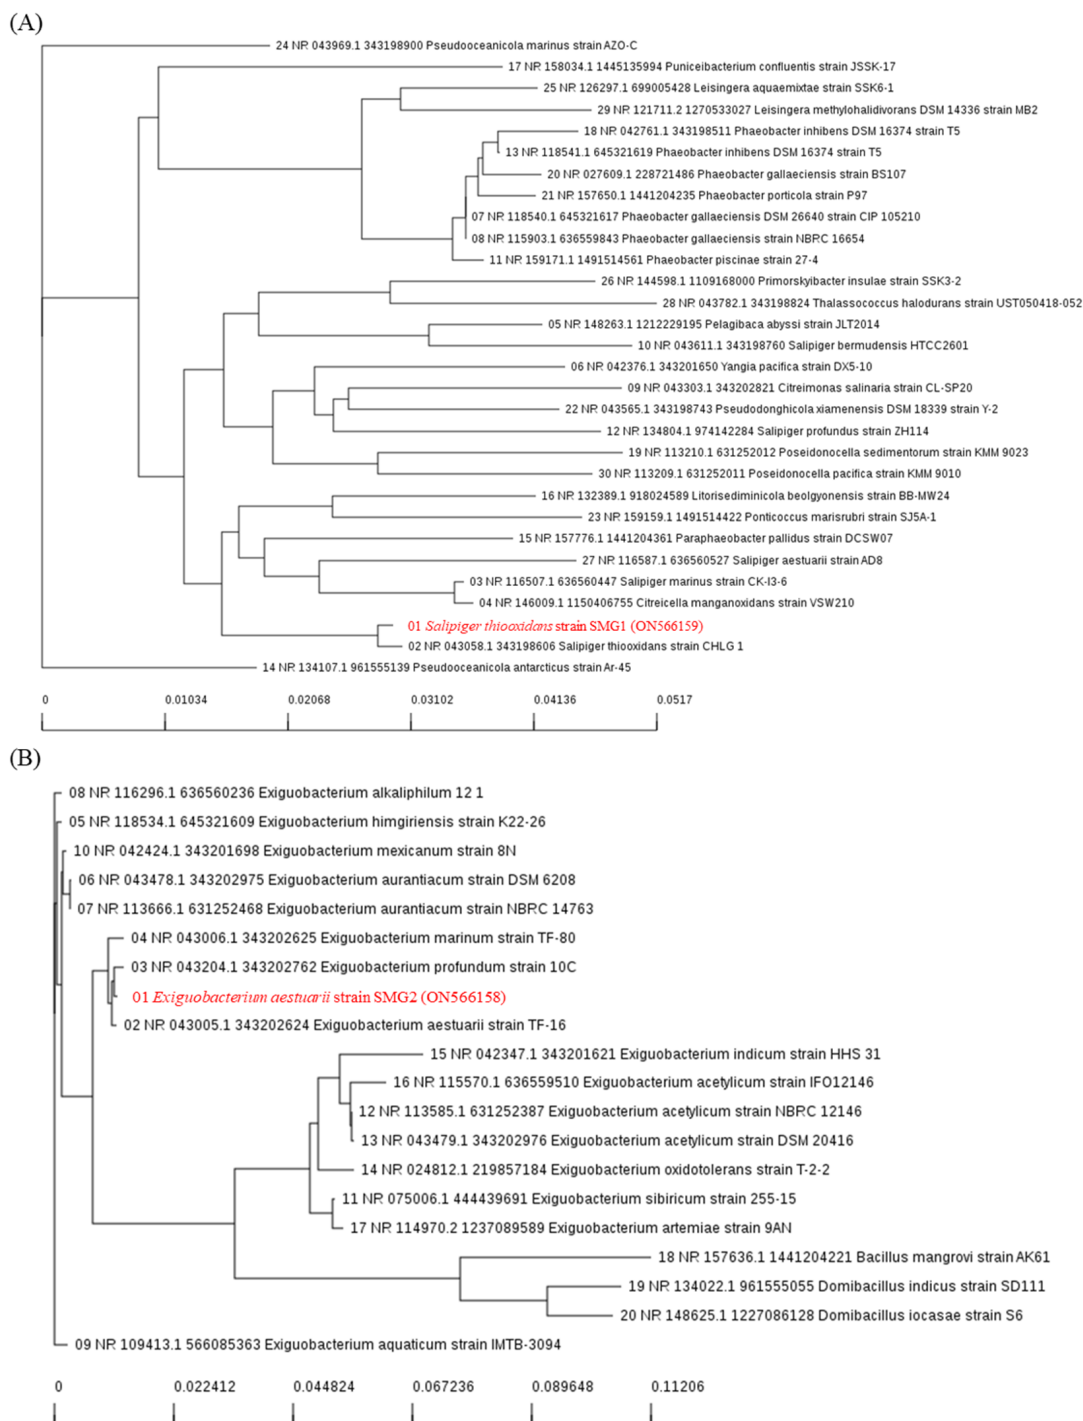 (A)
24 NR 043969.1 343198900 Pseudooceanicola marinus strain AZO-C
17 NR 158034.1 1445135994 Puniceibacterium confluentis strain JSSK-17
25 NR 126297.1 699005428 Leisingera aquaemixtae strain SSK6-1
29 NR 121711.2 1270533027 Leisingera methylohalidivorans DSM 14336 strain MB2
18 NR 042761.1 343198511 Phaeobacter inhibens DSM 16374 strain T5
13 NR 118541.1 645321619 Phaeobacter inhibens DSM 16374 strain T5
20 NR 027609.1 228721486 Phaeobacter gallaeciensis strain BS107
21 NR 157650.1 1441204235 Phaeobacter porticola strain P97
07 NR 118540.1 645321617 Phaeobacter gallaeciensis DSM 26640 strain CIP 105210
08 NR 115903.1 636559843 Phaeobacter gallaeciensis strain NBRC 16654
11 NR 159171.1 1491514561 Phaeobacter piscinae strain 27-4
26 NR 144598.1 1109168000 Primorskyibacter insulae strain SSK3-2
28 NR 043782.1 343198824 Thalassococcus halodurans strain UST050418-052
05 NR 148263.1 1212229195 Pelagibaca abyssi strain JLT2014
10 NR 043611.1 343198760 Salipiger bermudensis HTCC2601
06 NR 042376.1 343201650 Yangia pacifica strain DX5-10
09 NR 043303.1 343202821 Citreimonas salinaria strain CL-SP20
22 NR 043565.1 343198743 Pseudodonghicola xiamenensis DSM 18339 strain Y-2
12 NR 134804.1 974142284 Salipiger profundus strain ZH114
19 NR 113210.1 631252012 Poseidonocella sedimentorum strain KMM 9023
30 NR 113209.1 631252011 Poseidonocella pacifica strain KMM 9010
16 NR 132389.1 918024589 Litorisediminicola beolgyonensis strain BB-MW24
23 NR 159159.1 1491514422 Ponticoccus marisrubri strain SJ5A-1
15 NR 157776.1 1441204361 Paraphaeobacter pallidus strain DCSW07
27 NR 116587.1 636560527 Salipiger aestuarii strain AD8
03 NR 116507.1 636560447 Salipiger marinus strain CK-I3-6
04 NR 146009.1 1150406755 Citreicella manganoxidans strain VSW210
01 Salipiger thiooxidans strain SMG1 (ON566159)
02 NR 043058.1 343198606 Salipiger thiooxidans strain CHLG 1
14 NR 134107.1 961555139 Pseudooceanicola antarcticus strain Ar-45
0 0.01034 0.02068 0.03102 0.04136 0.0517
(B)
08 NR 116296.1 636560236 Exiguobacterium alkaliphilum 12 1
05 NR 118534.1 645321609 Exiguobacterium himgiriensis strain K22-26
10 NR 042424.1 343201698 Exiguobacterium mexicanum strain 8N
06 NR 043478.1 343202975 Exiguobacterium aurantiacum strain DSM 6208
07 NR 113666.1 631252468 Exiguobacterium aurantiacum strain NBRC 14763
04 NR 043006.1 343202625 Exiguobacterium marinum strain TF-80
03 NR 043204.1 343202762 Exiguobacterium profundum strain 10C
01 Exiguobacterium aestuarii strain SMG2 (ON566158)
02 NR 043005.1 343202624 Exiguobacterium aestuarii strain TF-16
15 NR 042347.1 343201621 Exiguobacterium indicum strain HHS 31
16 NR 115570.1 636559510 Exiguobacterium acetylicum strain IFO12146
12 NR 113585.1 631252387 Exiguobacterium acetylicum strain NBRC 12146
13 NR 043479.1 343202976 Exiguobacterium acetylicum strain DSM 20416
14 NR 024812.1 219857184 Exiguobacterium oxidotolerans strain T-2-2
11 NR 075006.1 444439691 Exiguobacterium sibiricum strain 255-15
17 NR 114970.2 1237089589 Exiguobacterium artemiae strain 9AN
18 NR 157636.1 1441204221 Bacillus mangrovi strain AK61
19 NR 134022.1 961555055 Domibacillus indicus strain SD111
20 NR 148625.1 1227086128 Domibacillus iocasae strain S6
09 NR 109413.1 566085363 Exiguobacterium aquaticum strain IMTB-3094
0 0.022412 0.044824 0.067236 0.089648 0.11206